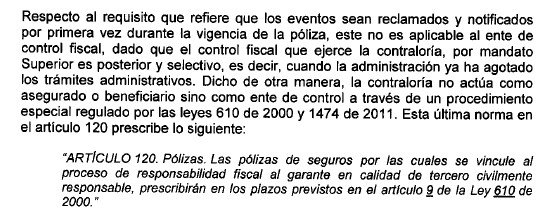 Respecto al requisito que refiere que los eventos sean reclamados y notificados
por primera vez durante la vigencia de la póliza, este no es aplicable al ente de
control fiscal, dado que el control fiscal que ejerce la contraloría, por mandato
Superior es posterior y selectivo, es decir, cuando la administración ya ha agotado
los trámites administrativos. Dicho de otra manera, la contraloría no actúa como
asegurado o beneficiario sino como ente de control a través de un procedimiento
especial regulado por las leyes 610 de 2000 y 1474 de 2011. Esta última norma en
el artículo 120 prescribe lo siguiente:
"ARTÍCULO 120. Pólizas. Las pólizas de seguros por las cuales se vincule al
proceso de responsabilidad fiscal al garante en calidad de tercero civilmente
responsable, prescribirán en los plazos previstos en el artículo 9 de la Ley 610 de
2000."